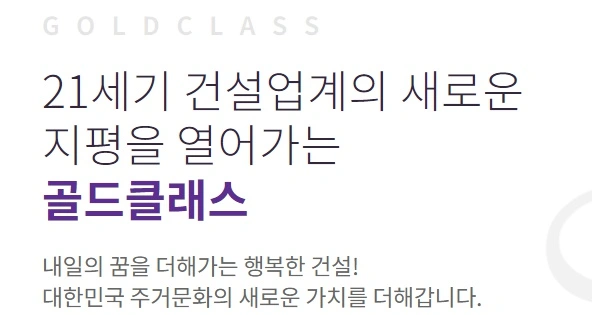 GOLDCLASS
21세기 건설업계의 새로운
지평을 열어가는
골드클래스
내일의 꿈을 더해가는 행복한 건설!
대한민국 주거문화의 새로운 가치를 더해갑니다.